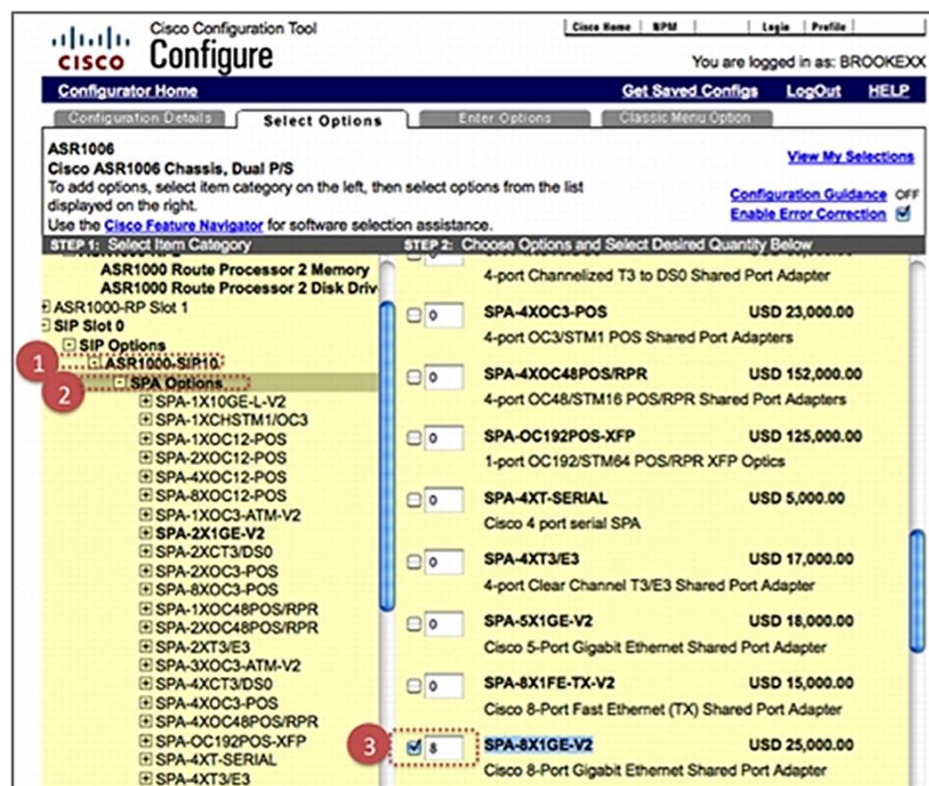 Cisco Configuration Tool
CISCO Configure
Cisco Home NPM Login Profile
You are logged in as: BROOKEXX
Configurator Home Get Saved Configs LogOut HELP
Configuration Details Select Options Enter Options Classic Menu Option
ASR1006
Cisco ASR1006 Chassis, Dual P/S
To add options, select item category on the left, then select options from the list
displayed on the right.
Use the Cisco Feature Navigator for software selection assistance.
View My Selections
Configuration Guidance OFF
Enable Error Correction
STEP 1: Select Item Category
ASR1000 Route Processor 2 Memory
ASR1000 Route Processor 2 Disk Driv
ASR1000-RP Slot 1
SIP Slot 0
SIP Options
1 ASR1000-SIP10
2 SPA Options
SPA-1X10GE-L-V2
SPA-1XCHSTM1/OC3
SPA-1XOC12-POS
SPA-2XOC12-POS
SPA-4XOC12-POS
SPA-8XOC12-POS
SPA-1XOC3-ATM-V2
SPA-2X1GE-V2
SPA-2XCT3/DS0
SPA-2XOC3-POS
SPA-8XOC3-POS
SPA-1XOC48POS/RPR
SPA-2XOC48POS/RPR
SPA-2XT3/E3
SPA-3XOC3-ATM-V2
SPA-4XCT3/DS0
SPA-4XOC3-POS
SPA-4XOC48POS/RPR
SPA-OC192POS-XFP
SPA-4XT-SERIAL
SPA-4XT3/E3
STEP 2: Choose Options and Select Desired Quantity Below
4-port Channelized T3 to DS0 Shared Port Adapter
0 SPA-4XOC3-POS USD 23,000.00
4-port OC3/STM1 POS Shared Port Adapters
0 SPA-4XOC48POS/RPR USD 152,000.00
4-port OC48/STM16 POS/RPR Shared Port Adapters
0 SPA-OC192POS-XFP USD 125,000.00
1-port OC192/STM64 POS/RPR XFP Optics
0 SPA-4XT-SERIAL USD 5,000.00
Cisco 4 port serial SPA
0 SPA-4XT3/E3 USD 17,000.00
4-port Clear Channel T3/E3 Shared Port Adapter
0 SPA-5X1GE-V2 USD 18,000.00
Cisco 5-Port Gigabit Ethernet Shared Port Adapter
0 SPA-8X1FE-TX-V2 USD 15,000.00
Cisco 8-Port Fast Ethernet (TX) Shared Port Adapter
3 8 SPA-8X1GE-V2 USD 25,000.00
Cisco 8-Port Gigabit Ethernet Shared Port Adapter